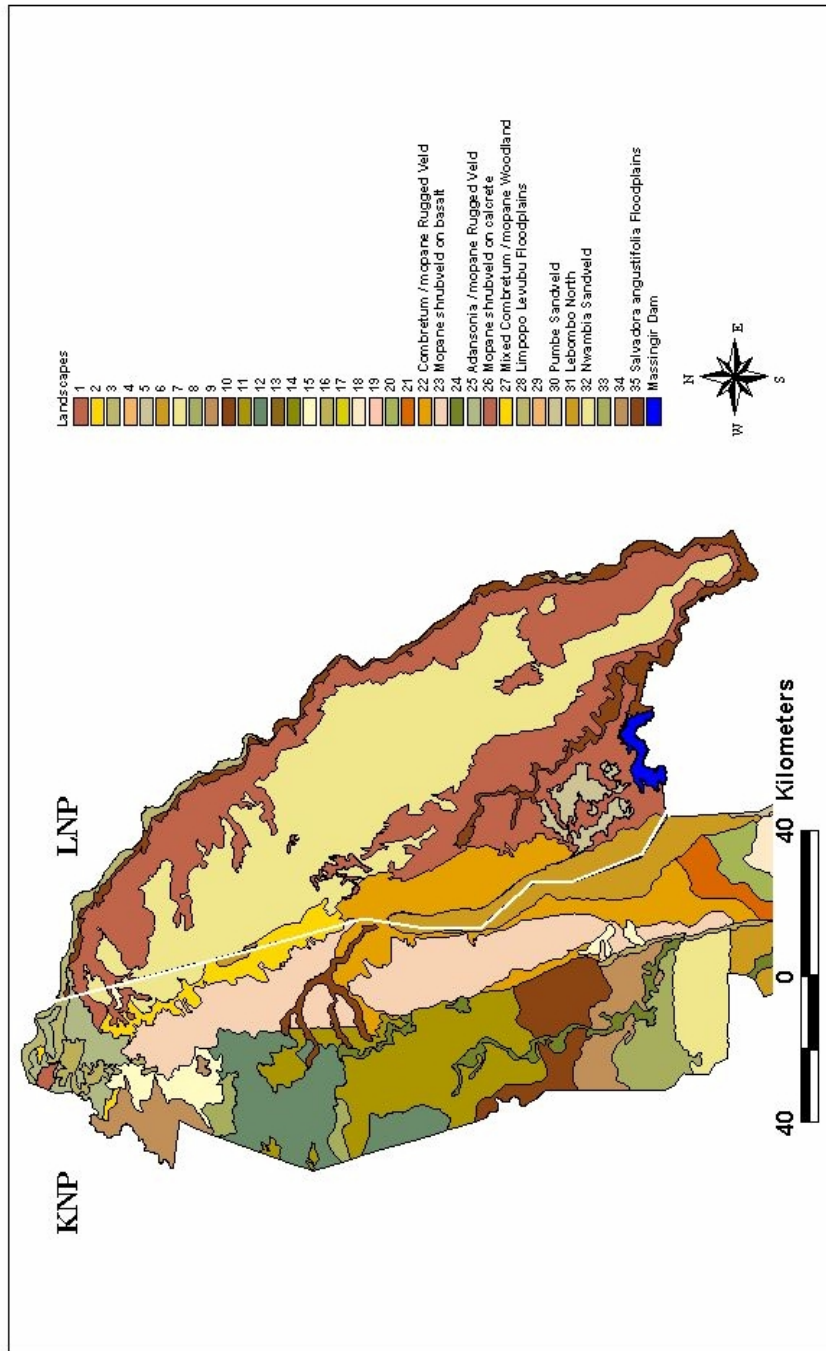 KNP
LNP
Landscapes
1
2
3
4
5
6
7
8
9
10
11
12
13
14
15
16
17
18
19
20
21
22 Combretum / mopane Rugged Veld
23 Mopane shrubveld on basalt
24
25 Adansonia / mopane Rugged Veld
26 Mopane shrubveld on calcrete
27 Mixed Combretum / mopane Woodland
28 Limpopo Levubu Floodplains
29
30 Pumbe Sandveld
31 Lebombo North
32 Nwambia Sandveld
33
34
35 Salvadora angustifolia Floodplains
Massingir Dam
N
W E
S
40 0 40 Kilometers